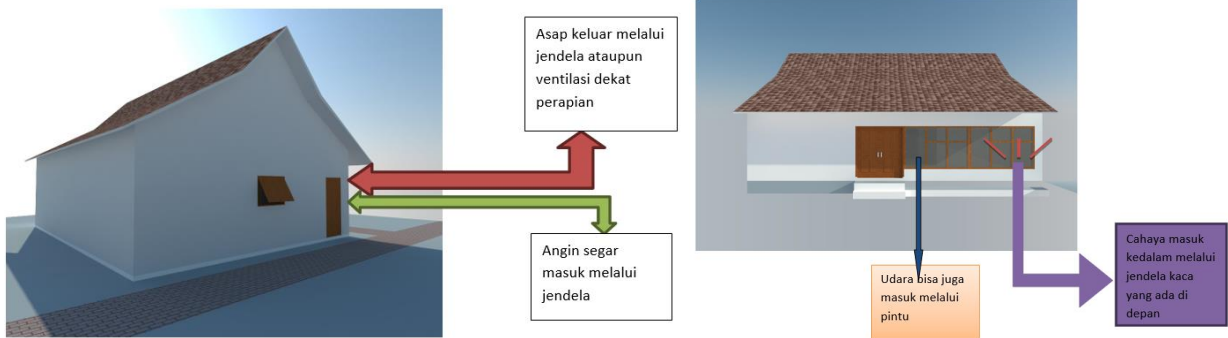 Asap keluar melalui
jendela ataupun
ventilasi dekat
perapian
Angin segar
masuk melalui
jendela
Udara bisa juga
masuk melalui
pintu
Cahaya masuk
kedalam melalui
jendela kaca
yang ada di
depan